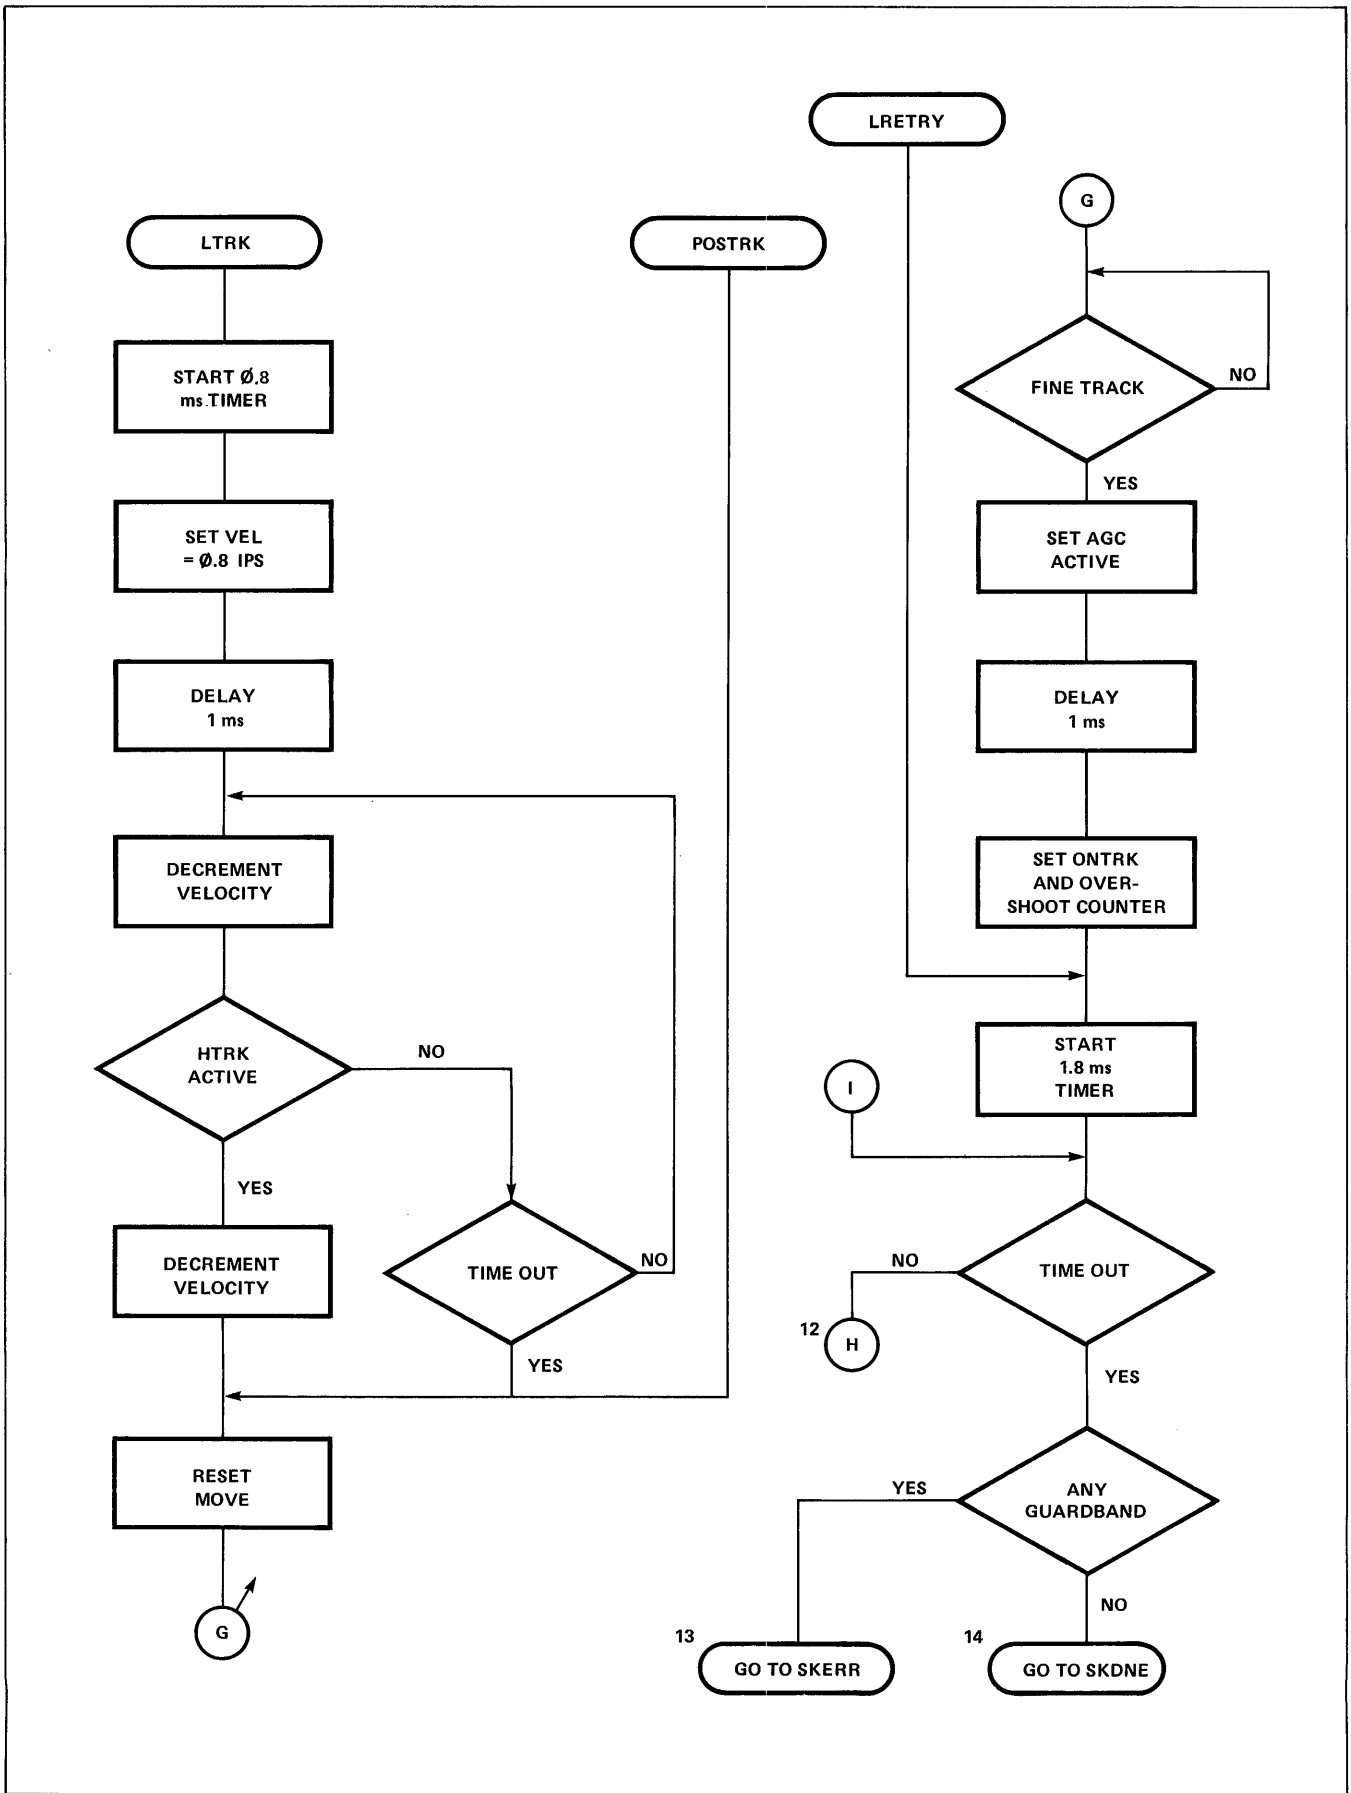 LTRK
START Ø.8
ms.TIMER
SET VEL
= Ø.8 IPS
DELAY
1 ms
DECREMENT
VELOCITY
HTRK
ACTIVE
NO
YES
DECREMENT
VELOCITY
TIME OUT
NO
YES
RESET
MOVE
G
POSTRK
LRETRY
G
FINE TRACK
NO
YES
SET AGC
ACTIVE
DELAY
1 ms
SET ONTRK
AND OVER-
SHOOT COUNTER
START
1.8 ms
TIMER
I
TIME OUT
NO
12
H
YES
ANY
GUARDBAND
YES
NO
13
GO TO SKERR
14
GO TO SKDNE